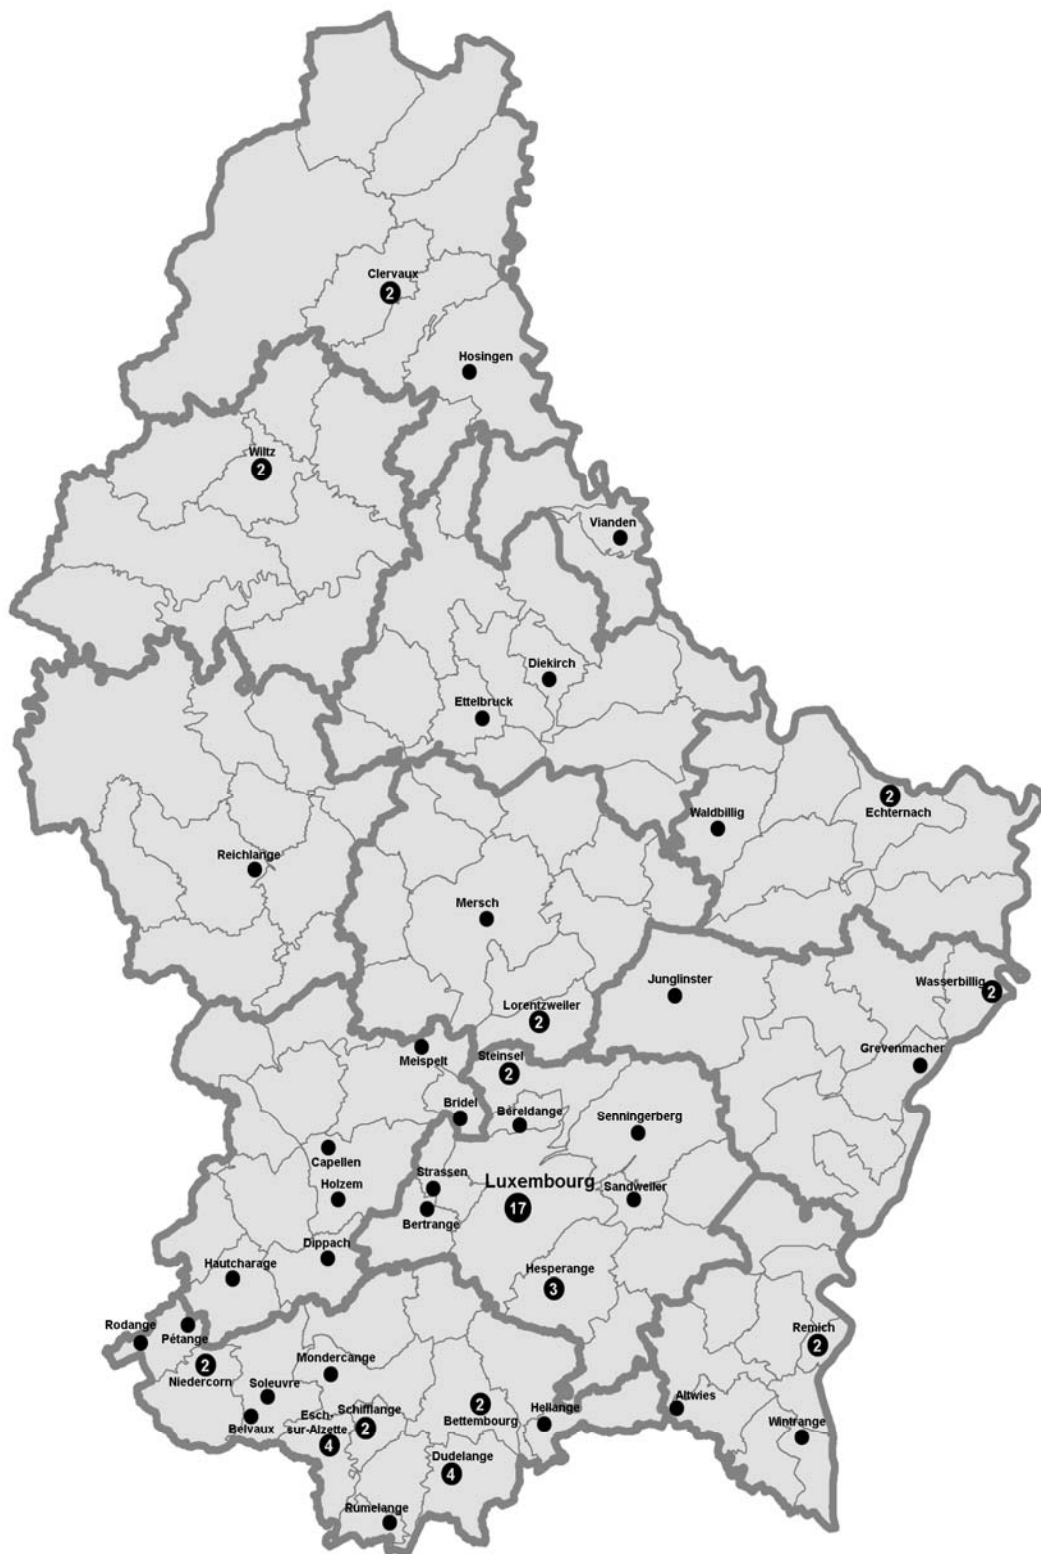 Clervaux
2
Hosingen
Wiltz
2
Vianden
Diekirch
Ettelbruck
2
Echternach
Waldbillig
Reichlange
Mersch
Junglinster
Wasserbillig
2
Lorentzweiler
2
Grevenmacher
Meispelt
Steinsel
2
Bridel
Béreldange
Senningerberg
Capellen
Strassen
Holzem
Luxembourg
17
Sandweiler
Bertrange
Dippach
Hautcharage
Hesperange
3
Rodange
Pétange
Remich
2
2
Niedercorn
Mondercange
Soleuvre
Belvaux
Esch-
sur-Alzette
4
Schifflange
2
2
Bettembourg
Hellange
Altwies
Wintrange
Dudelange
4
Rumelange